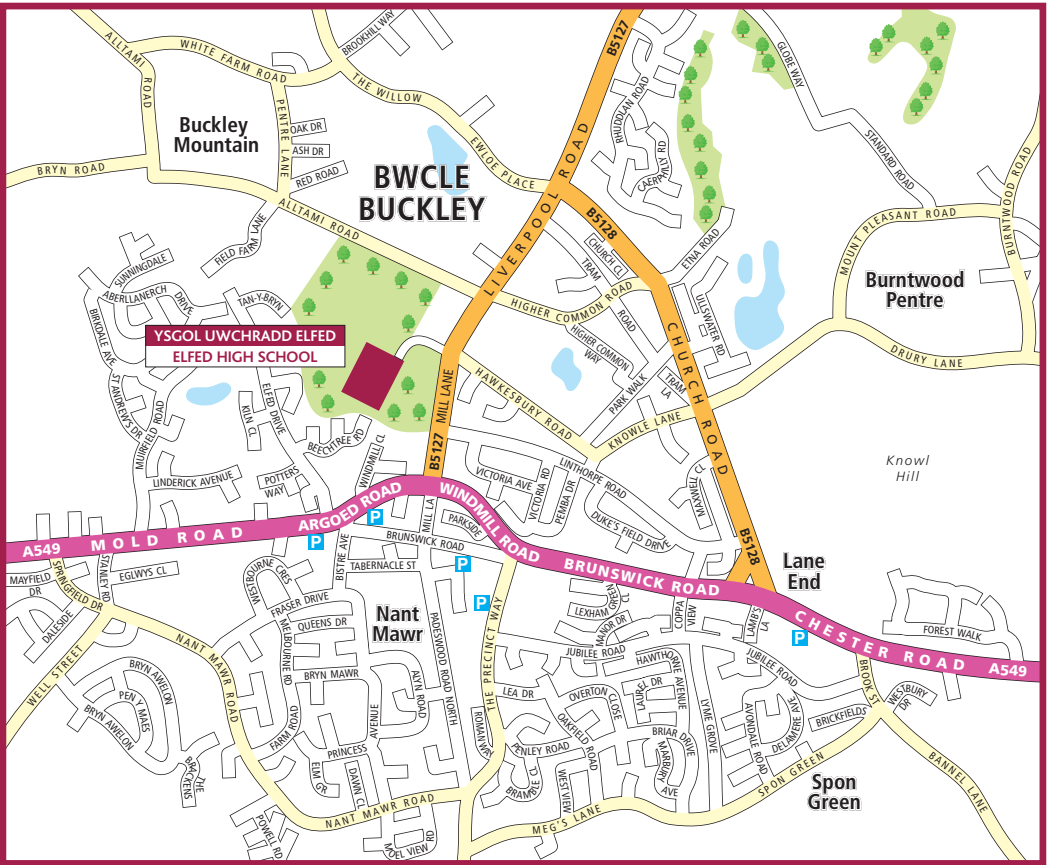 ALLTAMI ROAD
WHITE FARM ROAD
BROOKHILL WAY
THE WILLOW
B5127
GLOBE WAY
RHUDDLAN ROAD
PENTRE LANE
OAK DR
ASH DR
RED ROAD
Buckley
Mountain
BRYN ROAD
BWCLE
BUCKLEY
EWLOE PLACE
CAERPHILY RD
STANDARD ROAD
BURNTWOOD ROAD
LIVERPOOL ROAD
B5128
MOUNT PLEASANT ROAD
BURNTWOOD
ALLTAMI ROAD
FIELD FARM LANE
CHURCH CL
TRAM
ROAD
ETNA ROAD
SUNNINGDALE
ABERLLANERCH
DRIVE
TAN-Y-BRYN
BIRKDALE AVE
HIGHER COMMON ROAD
ULLSWATER RD
Burntwood
Pentre
YSGOL UWCHRADD ELFED
ELFED HIGH SCHOOL
HIGHER COMMON
WAY
CHURCH ROAD
DRURY LANE
ST ANDREW'S DR
MUIRFIELD ROAD
KILN CL
ELFED DRIVE
MILL LANE
B5127
HAWKESBURY ROAD
PARK WALK
TRAM
LA
KNOWLE LANE
BEECHTREE RD
WINDMILL CL
LINDERICK AVENUE
POTTERS
WAY
VICTORIA AVE
VICTORIA RD
PEMBA DR
LINTHORPE ROAD
MAXWELL CL
Knowl
Hill
DUKE'S FIELD DRIVE
A549
MOLD ROAD
ARGOED ROAD
P
P
MILL LA
PARKSIDE
WINDMILL ROAD
BRUNSWICK ROAD
P
BRUNSWICK ROAD
B5128
Lane
End
MAYFIELD
DR
SPRINGFIELD DR
STANLEY RD
EGLWYS CL
DALESIDE
WESTBOURNE CRES
BISTRE AVE
TABERNACLE ST
P
FRASER DRIVE
QUEENS DR
MELBOURNE RD
Nant
Mawr
PADESWOOD ROAD NORTH
THE PRECINCT WAY
LEXHAM
GREEN
CL
MANOR DR
COPPA
VIEW
LAMBS
LA
P
CHESTER ROAD
A549
FOREST WALK
JUBILEE ROAD
JUBILEE ROAD
NANT MAWR ROAD
WELL STREET
BRYN AWELON
PEN Y MAES
BRYN AWELON
BRYN MAWR
ALYN ROAD
AVENUE
PRINCESS
FARM ROAD
LEA DR
ROMAN WAY
OVERTON
CLOSE
LAUREL DR
HAWTHORNE AVENUE
LYME GROVE
BROOK ST
WESBURY
DR
BRICKFIELDS
DELAMERE AVE
AVONDALE ROAD
BRIAR DRIVE
MARBURY
AVE
OAKFIELD ROAD
PENLEY ROAD
BRAMBLE CL
WEST VIEW
THE
BRACKENS
ELM
GR
DAWN CL
NANT MAWR ROAD
POWELL RD
MOEL VIEW RD
MEG'S LANE
SPON GREEN
Spon
Green
BANNEL LANE